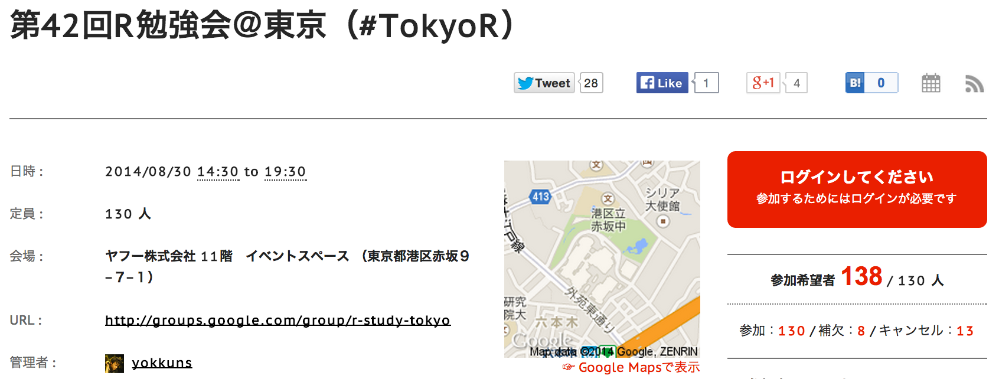 第42回R勉強会＠東京（#TokyoR）
Tweet 28 Like 1 g+1 4 B! 0
日時 : 2014/08/30 14:30 to 19:30
定員 : 130 人
会場 : ヤフー株式会社 11階　イベントスペース （東京都港区赤坂９
−７−１）
URL : http://groups.google.com/group/r-study-tokyo
管理者 : yokkuns
文
413
文
シリア
大使館
港区立
赤坂中
大江戸線
外苑東通り
研究
院大
六本木
文
Google
Map data ©2014 Google, ZENRIN
☞ Google Mapsで表示
ログインしてください
参加するためにはログインが必要です
参加希望者 138 / 130 人
参加：130 / 補欠：8 / キャンセル：13